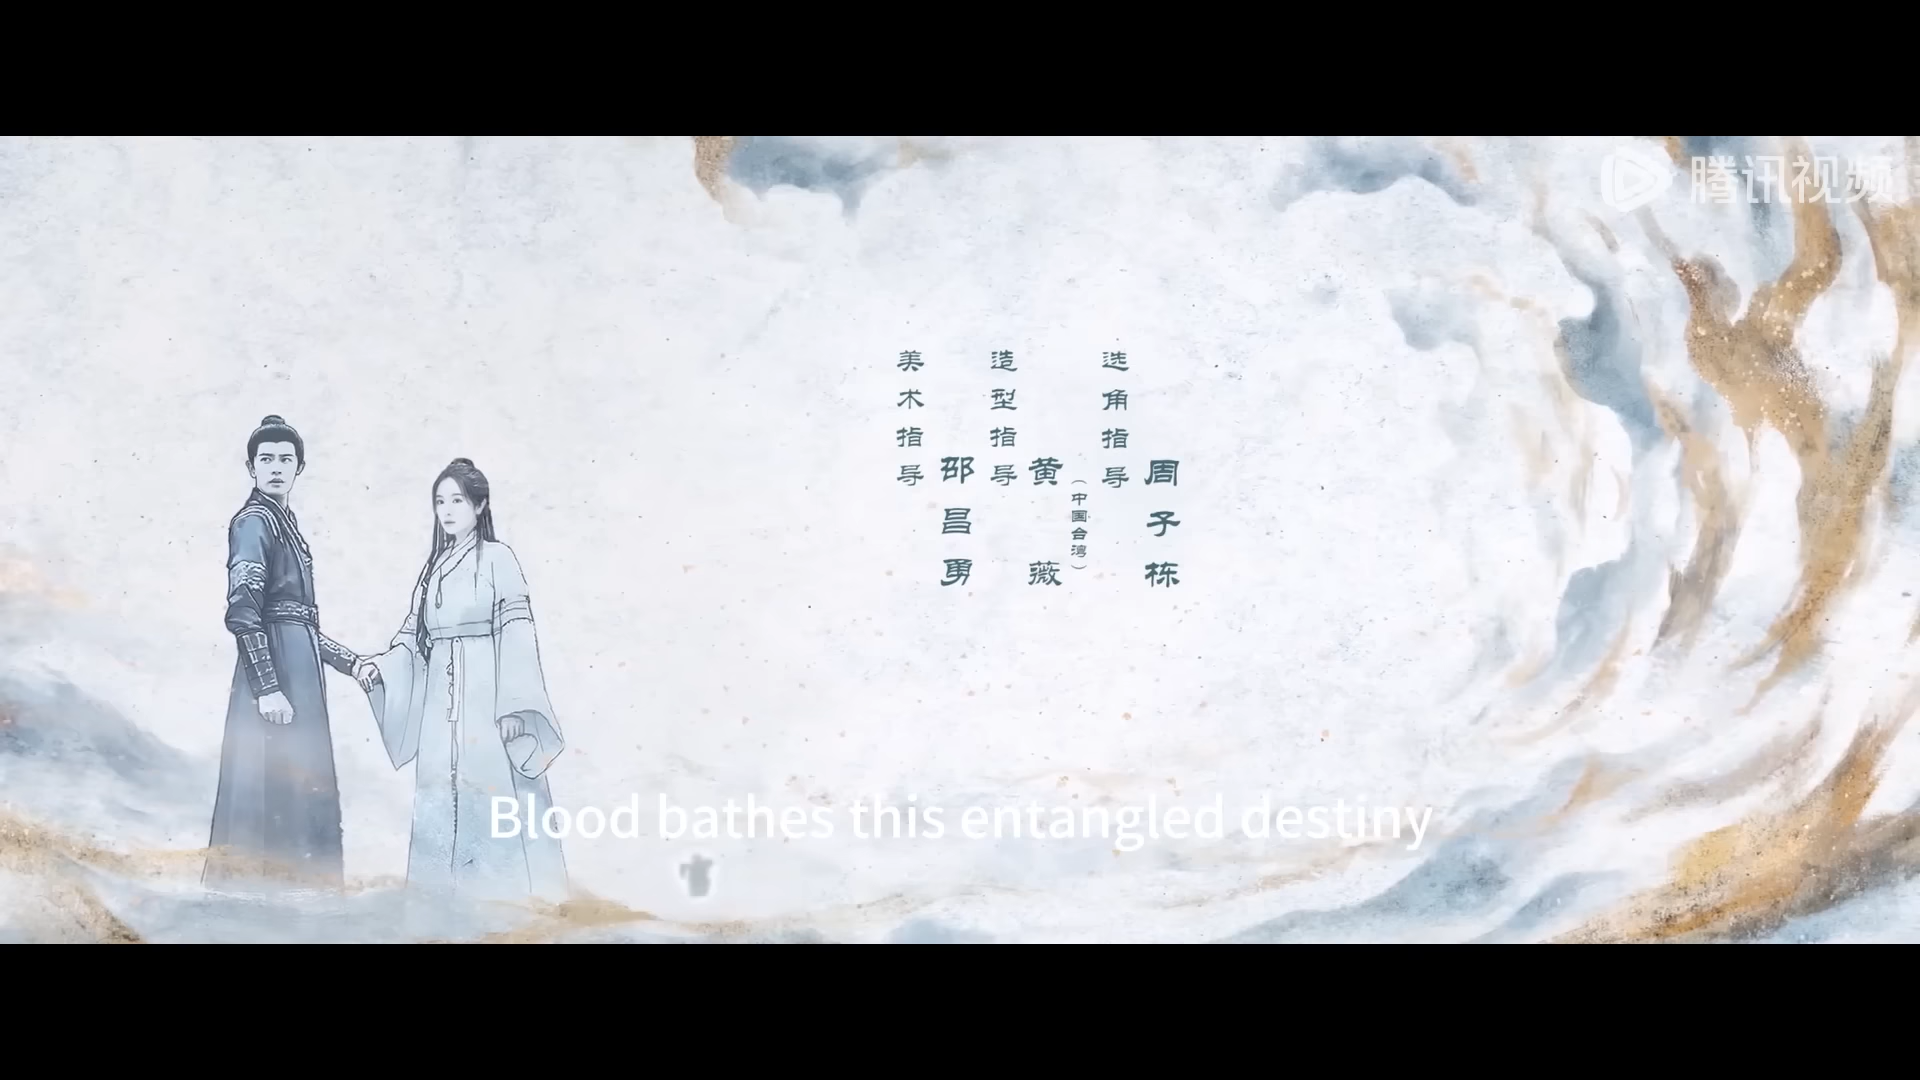 腾讯视频
选角指导
周子栋
造型指导
黄薇
（中国台湾）
美术指导
邵昌勇
Blood bathes this entangled destiny